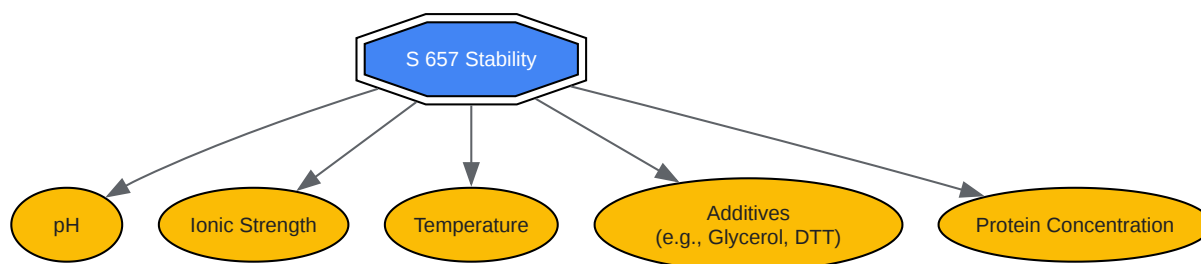 S 657 Stability
pH
Ionic Strength
Temperature
Additives
(e.g., Glycerol, DTT)
Protein Concentration